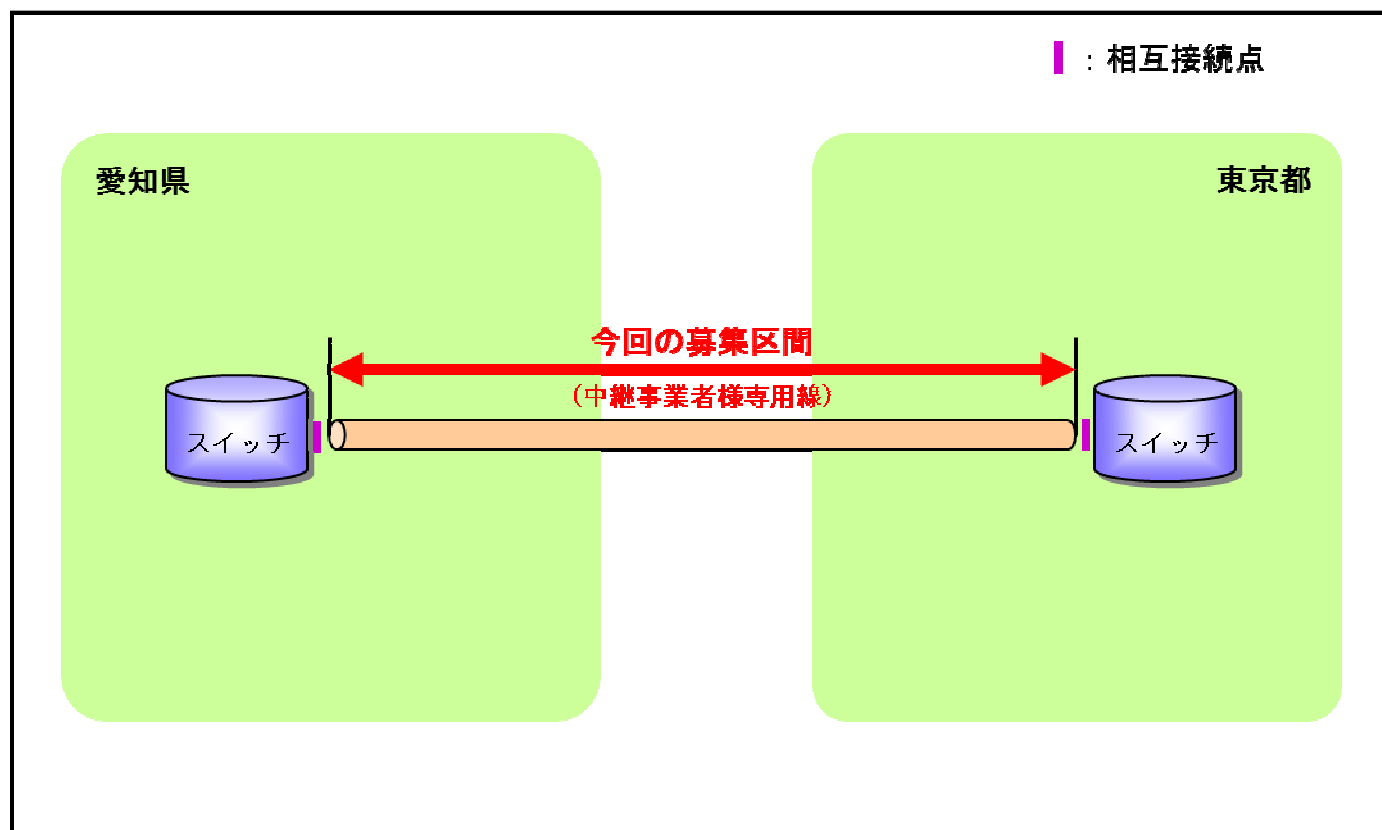 ：相互接続点
愛知県
東京都
今回の募集区間
（中継事業者様専用線）
スイッチ
スイッチ